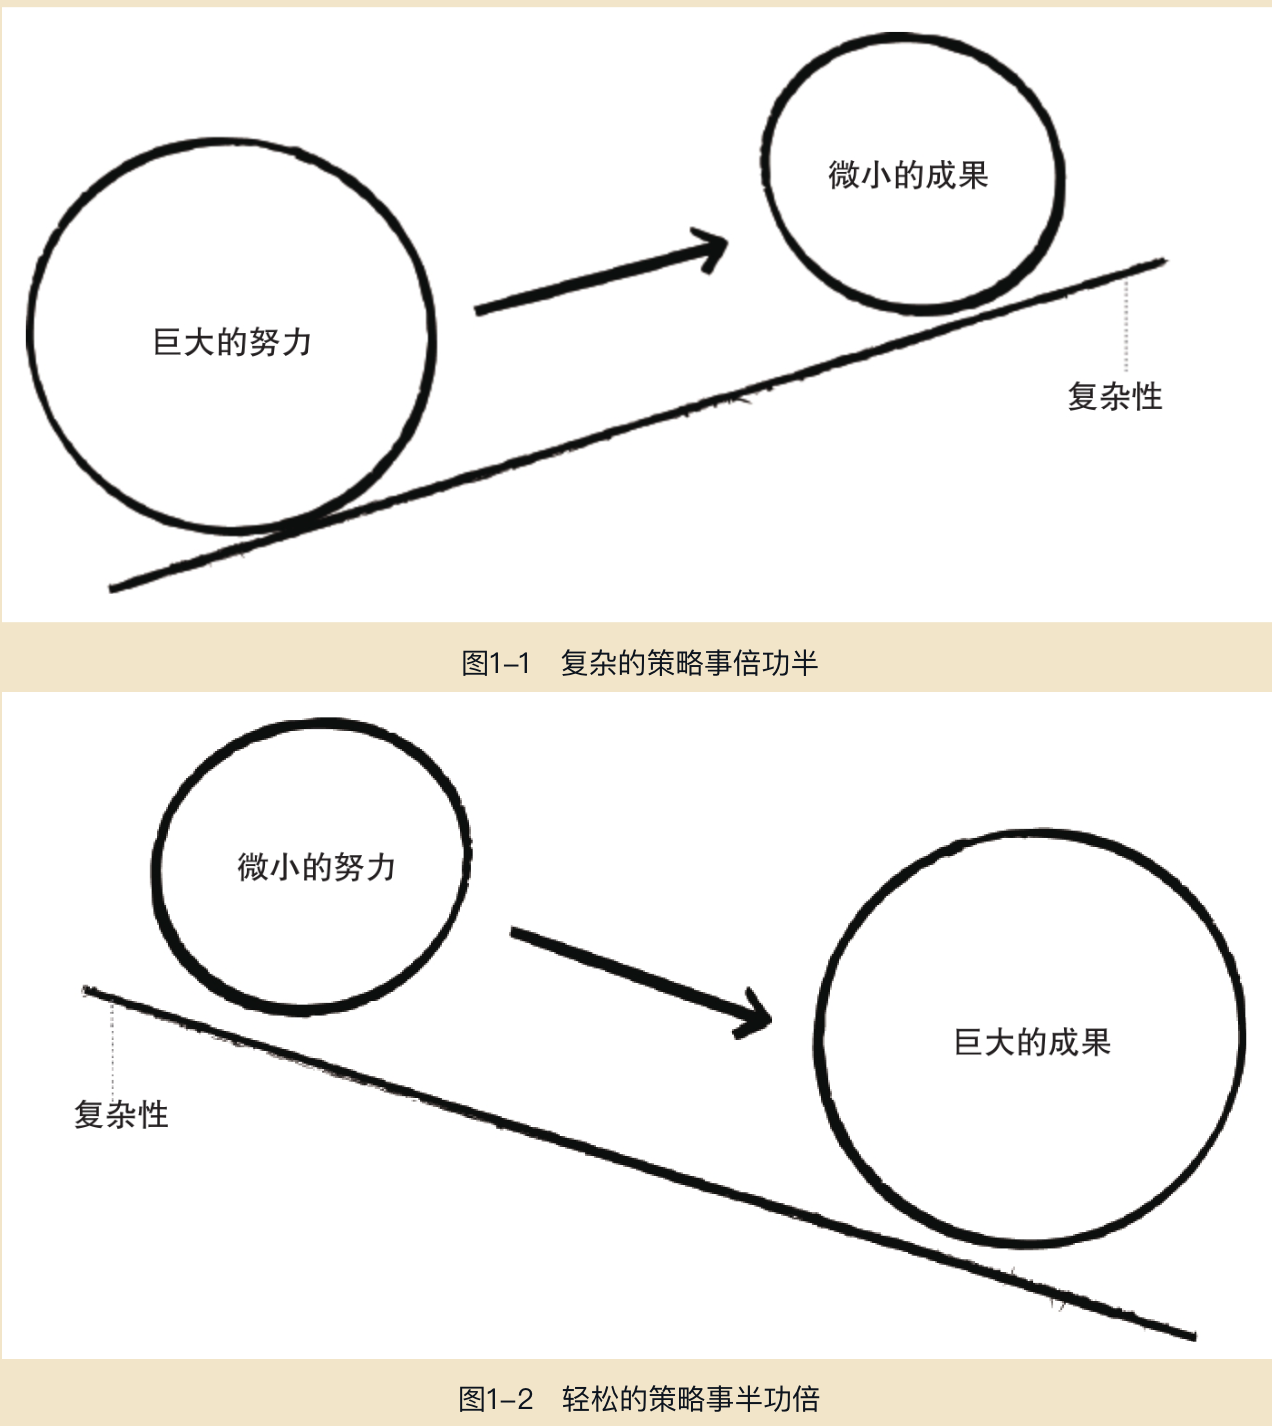 微小的成果
巨大的努力
复杂性
图1-1 复杂的策略事倍功半
微小的努力
巨大的成果
复杂性
图1-2 轻松的策略事半功倍